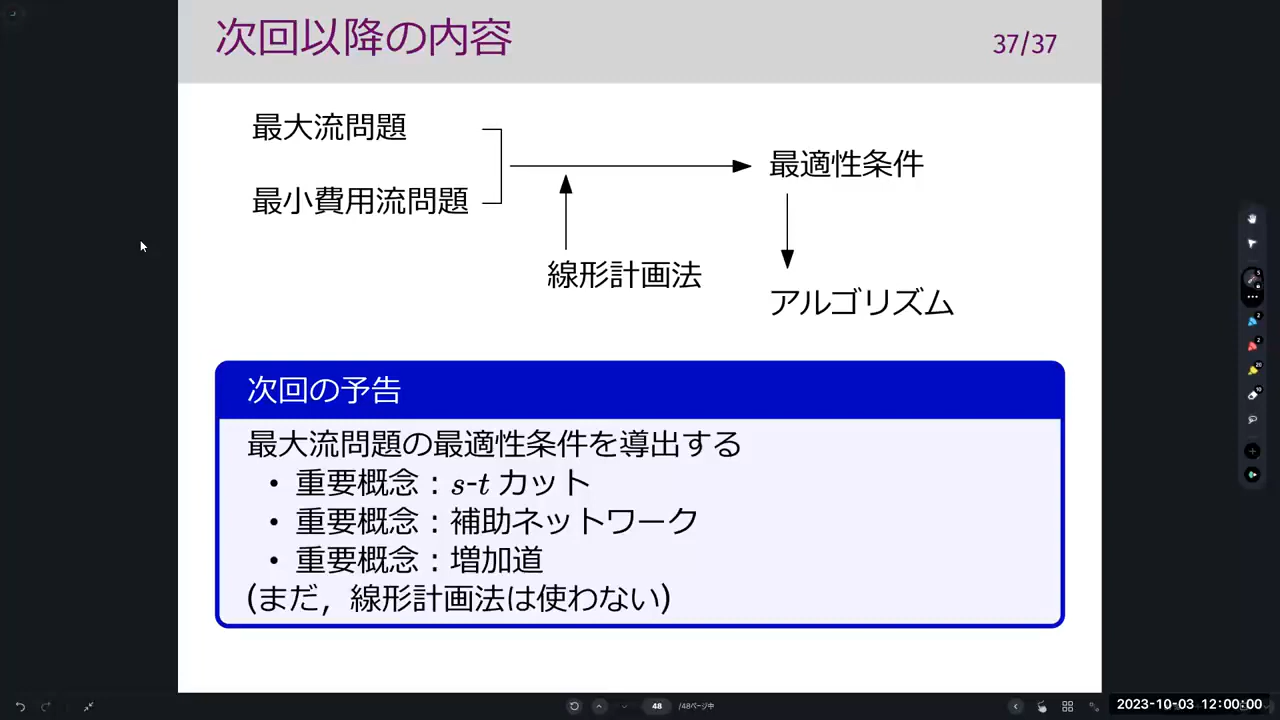 次回以降の内容
37/37
最大流問題
最小費用流問題
最適性条件
線形計画法
アルゴリズム
次回の予告
最大流問題の最適性条件を導出する
• 重要概念：s-t カット
• 重要概念：補助ネットワーク
• 重要概念：増加道
(まだ，線形計画法は使わない)
48 /48ページ中
2023-10-03 12:00:00